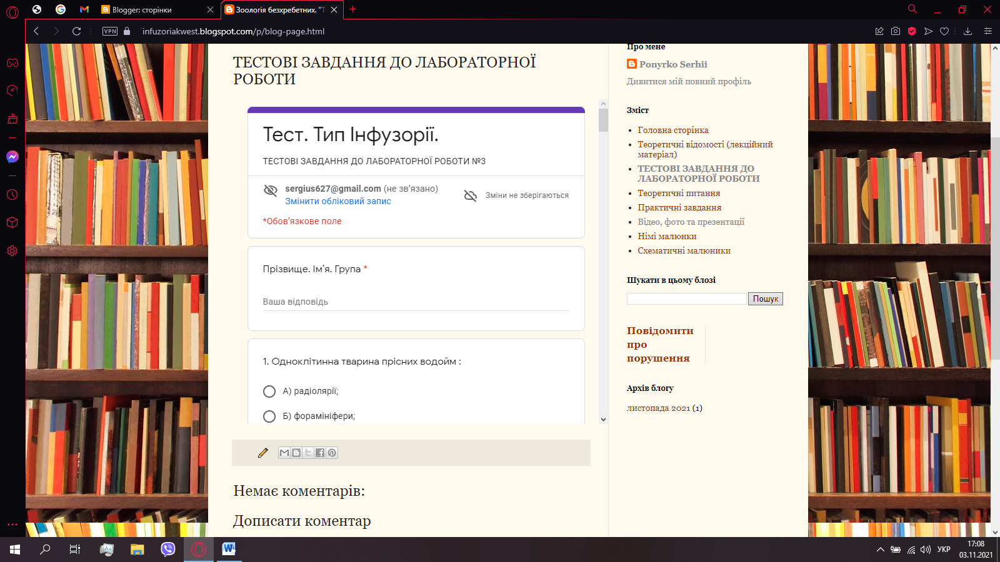 Blogger: сторінки
Зоологія безхребетних. "Т
VPN
infuzoriakwest.blogspot.com/p/blog-page.html
ТЕСТОВІ ЗАВДАННЯ ДО ЛАБОРАТОРНОЇ
РОБОТИ
Тест. Тип Інфузорії.
ТЕСТОВІ ЗАВДАННЯ ДО ЛАБОРАТОРНОЇ РОБОТИ №3
sergius627@gmail.com (не зв’язано)
Змінити обліковий запис
Зміни не зберігаються
*Обов’язкове поле
Прізвище. Ім’я. Група *
Ваша відповідь
1. Одноклітинна тварина прісних водойм :
А) радіолярії;
Б) форамініфери;
Немає коментарів:
Дописати коментар
Про мене
Ponyrko Serhii
Дивитися мій повний профіль
Зміст
Головна сторінка
Теоретичні відомості (лекційний
матеріал)
ТЕСТОВІ ЗАВДАННЯ ДО
ЛАБОРАТОРНОЇ РОБОТИ
Теоретичні питання
Практичні завдання
Відео, фото та презентації
Німі малюнки
Схематичні малюники
Шукати в цьому блозі
Пошук
Повідомити
про
порушення
Архів блогу
листопада 2021 (1)
УКР
17:08
03.11.2021